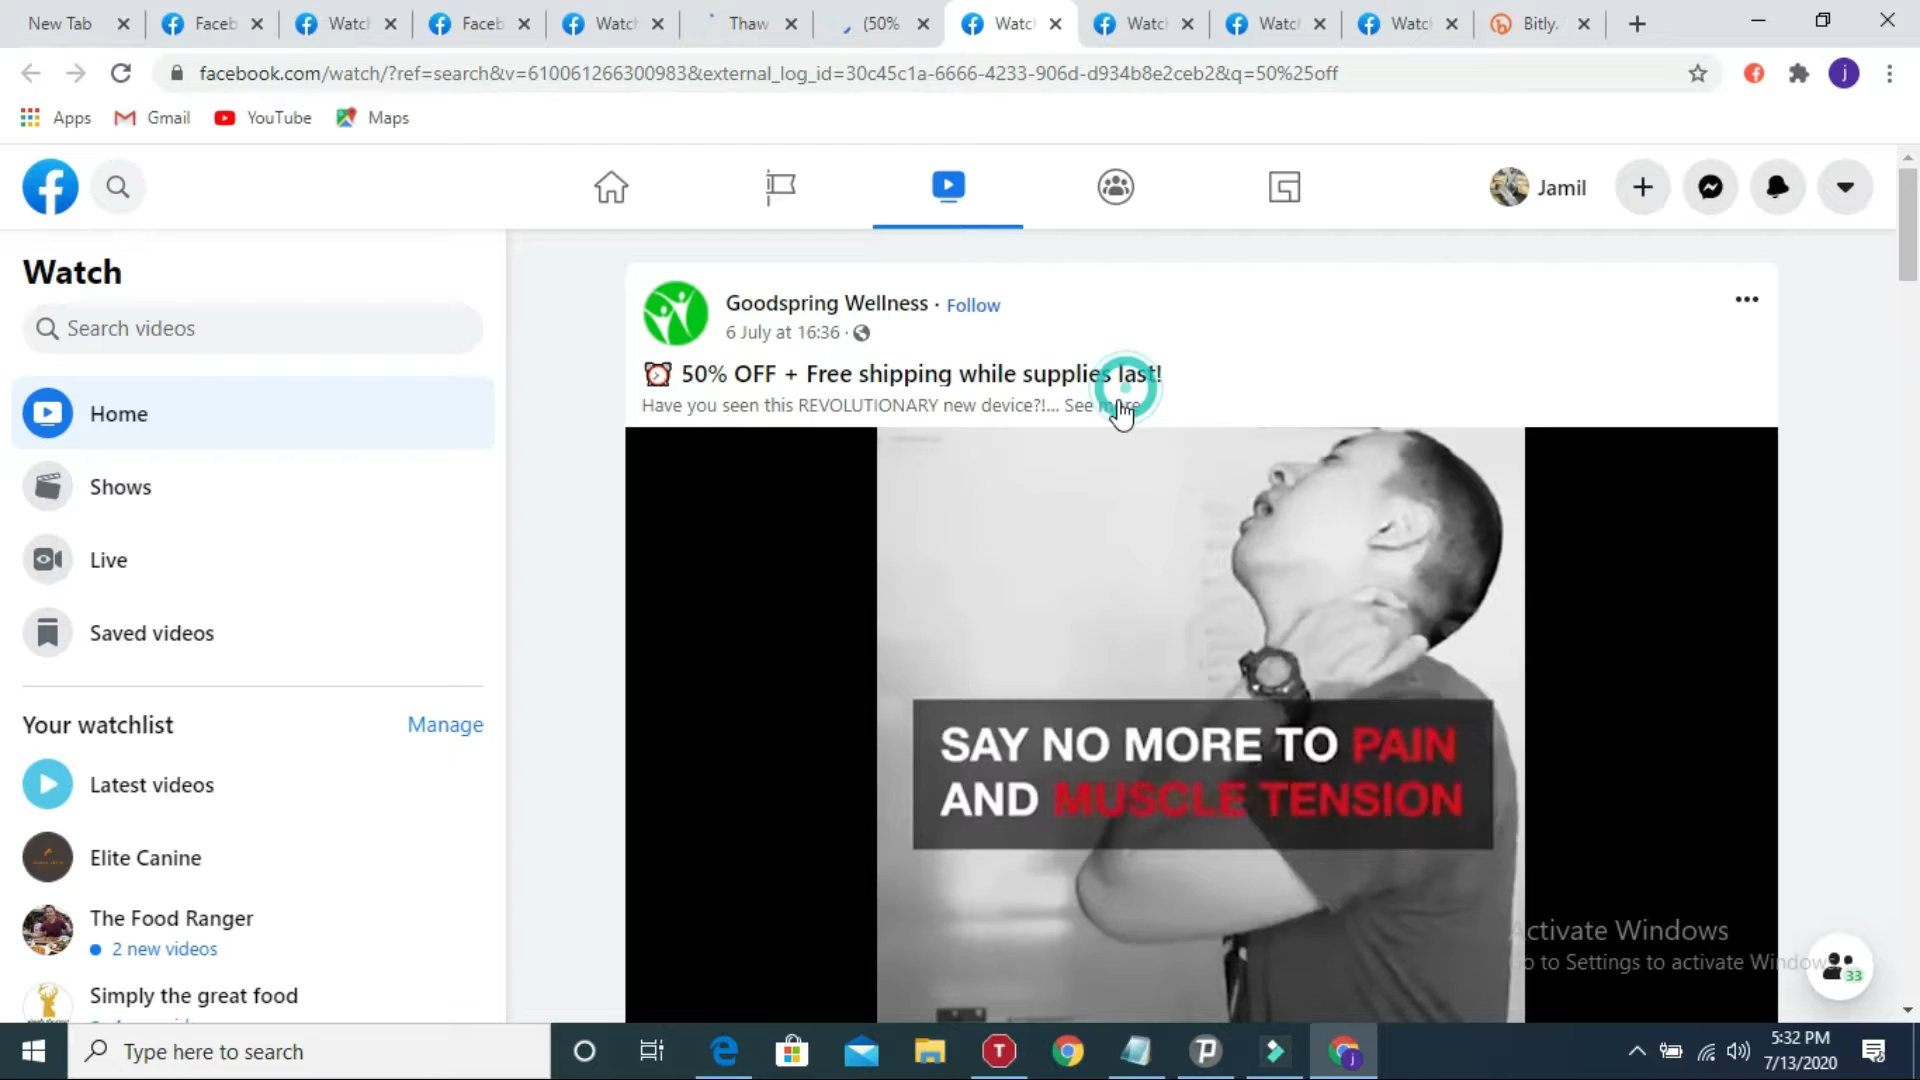 New Tab
Faceb
Watc
Faceb
Watc
Thaw
(50%
Watc
Watc
Watc
Watc
Bitly.
facebook.com/watch/?ref=search&v=610061266300983&external_log_id=30c45c1a-6666-4233-906d-d934b8e2ceb2&q=50%25off
j
Apps
Gmail
YouTube
Maps
Jamil
Watch
Search videos
Home
Shows
Live
Saved videos
Your watchlist
Manage
Latest videos
Elite Canine
The Food Ranger
2 new videos
Simply the great food
Goodspring Wellness · Follow
6 July at 16:36 ·
50% OFF + Free shipping while supplies last!
Have you seen this REVOLUTIONARY new device?!... See more
SAY NO MORE TO PAIN
AND MUSCLE TENSION
Activate Windows
Go to Settings to activate Windows.
33
Type here to search
5:32 PM
7/13/2020